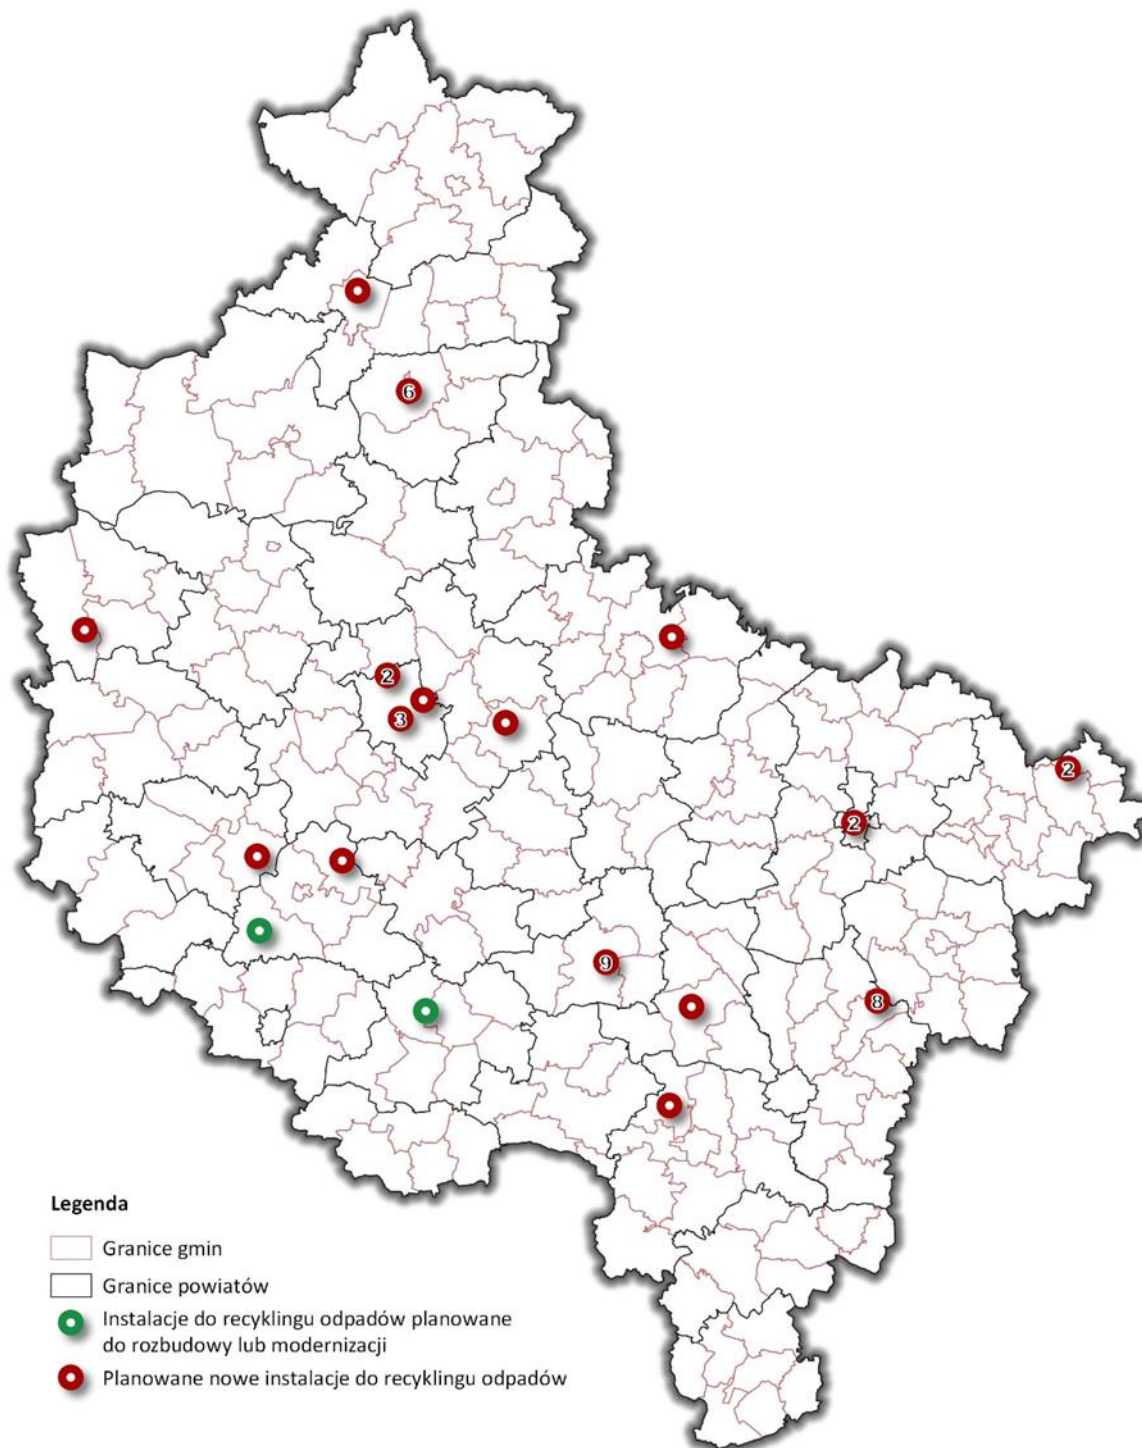 6
2
3
2
2
9
8
Legenda
Granice gmin
Granice powiatów
Instalacje do recyklingu odpadów planowane
do rozbudowy lub modernizacji
Planowane nowe instalacje do recyklingu odpadów